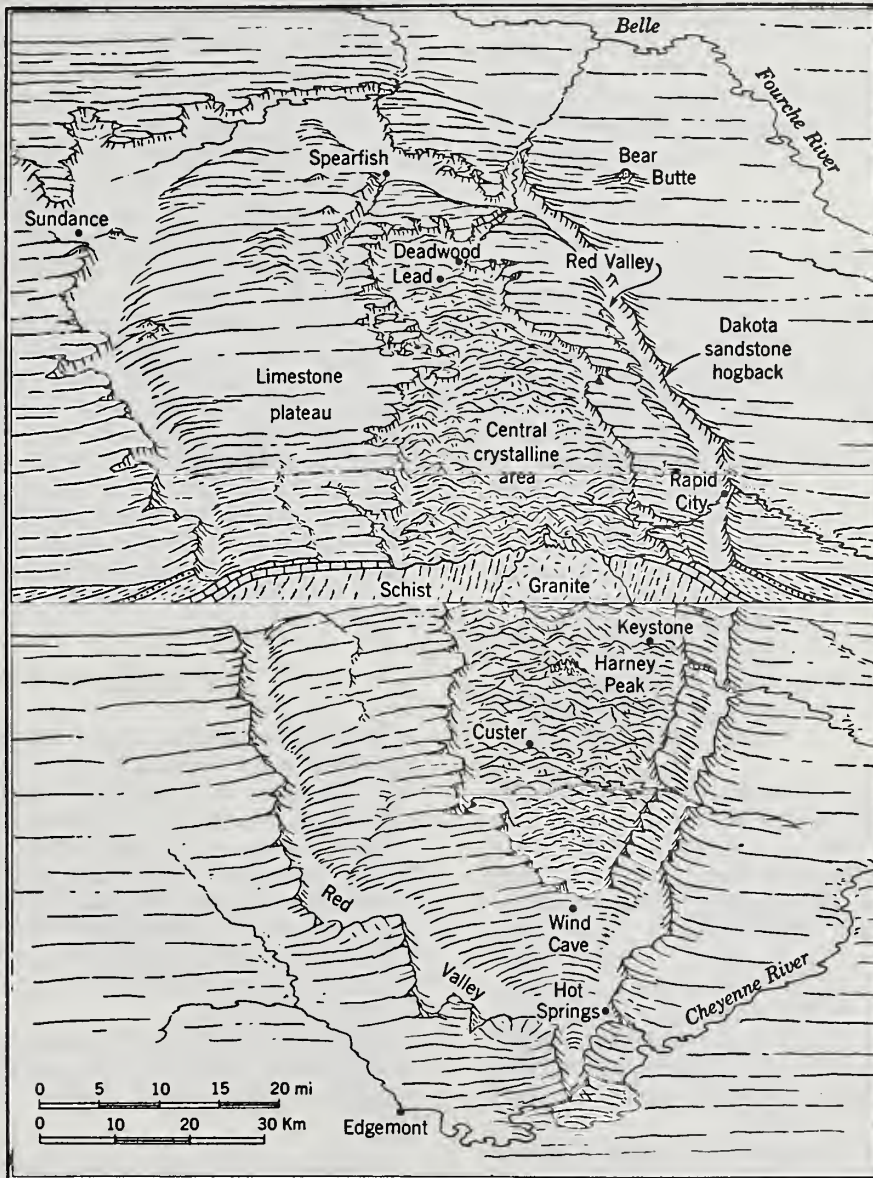 Belle
Fourche River
Spearfish
Bear
Butte
Sundance
Deadwood
Lead
Red Valley
Dakota
sandstone
hogback
Limestone
plateau
Central
crystalline
area
Rapid
City
Schist
Granite
Keystone
Harney
Peak
Custer
Red
Wind
Cave
Valley
Hot
Springs
Cheyenne River
0 5 10 15 20 mi
0 10 20 30 Km
Edgemont